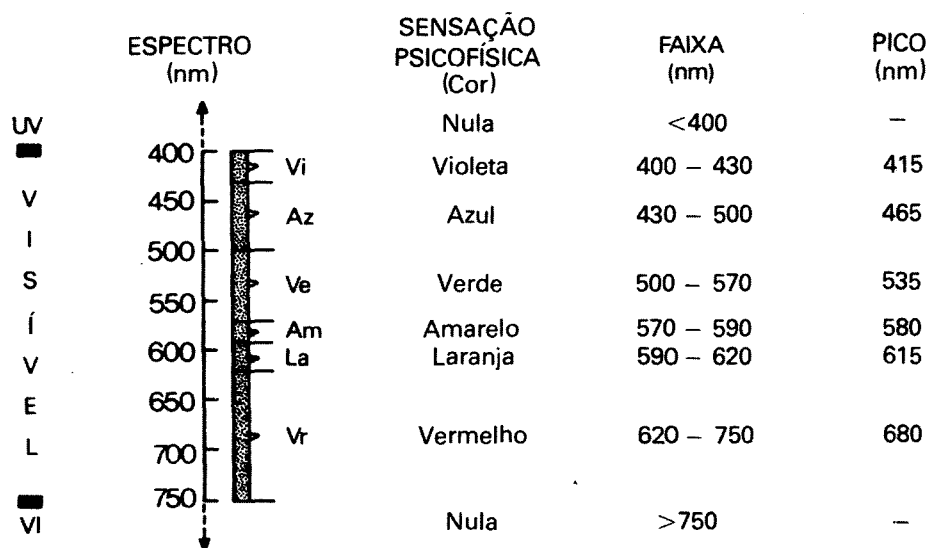 ESPECTRO
(nm)
SENSAÇÃO
PSICOFÍSICA
(Cor)
FAIXA
(nm)
PICO
(nm)
UV
Nula <400 –
400 Vi Violeta 400 – 430 415
V 450 Az Azul 430 – 500 465
I 500
S Ve Verde 500 – 570 535
550
Í Am Amarelo 570 – 590 580
V 600 La Laranja 590 – 620 615
E 650
L 700 Vr Vermelho 620 – 750 680
750
VI Nula >750 –